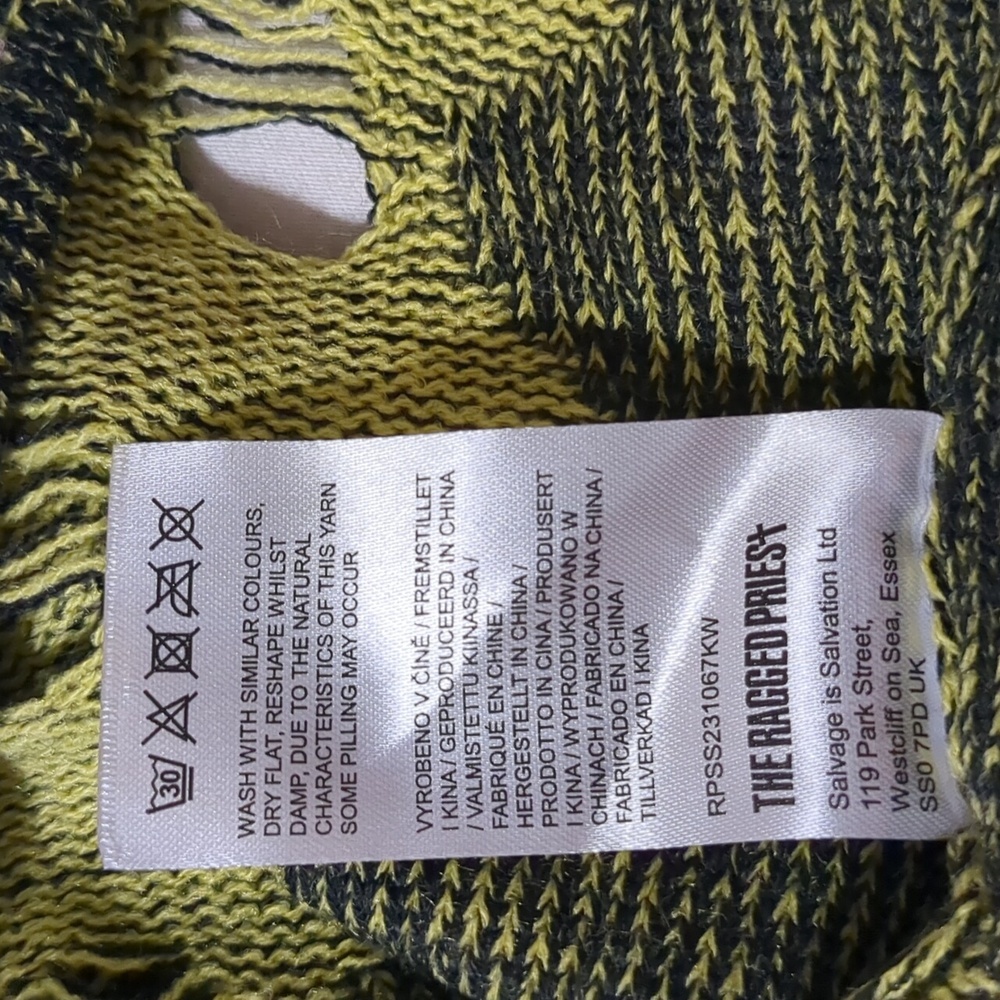 30
WASH WITH SIMILAR COLOURS,
DRY FLAT, RESHAPE WHILST
DAMP, DUE TO THE NATURAL
CHARACTERISTICS OF THIS YARN
SOME PILLING MAY OCCUR
VYROBENO V ČÍNĚ / FREMSTILLET
I KINA / GEPRODUCEERD IN CHINA
/ VALMISTETTU KIINASSA /
FABRIQUÉ EN CHINE /
HERGESTELLT IN CHINA /
PRODOTTO IN CINA / PRODUSERT
I KINA / WYPRODUKOWANO W
CHINACH / FABRICADO NA CHINA /
FABRICADO EN CHINA /
TILLVERKAD I KINA
RPSS231067KW
THE RAGGED PRIEST
Salvage is Salvation Ltd
119 Park Street,
Westcliff on Sea, Essex
SS0 7PD UK